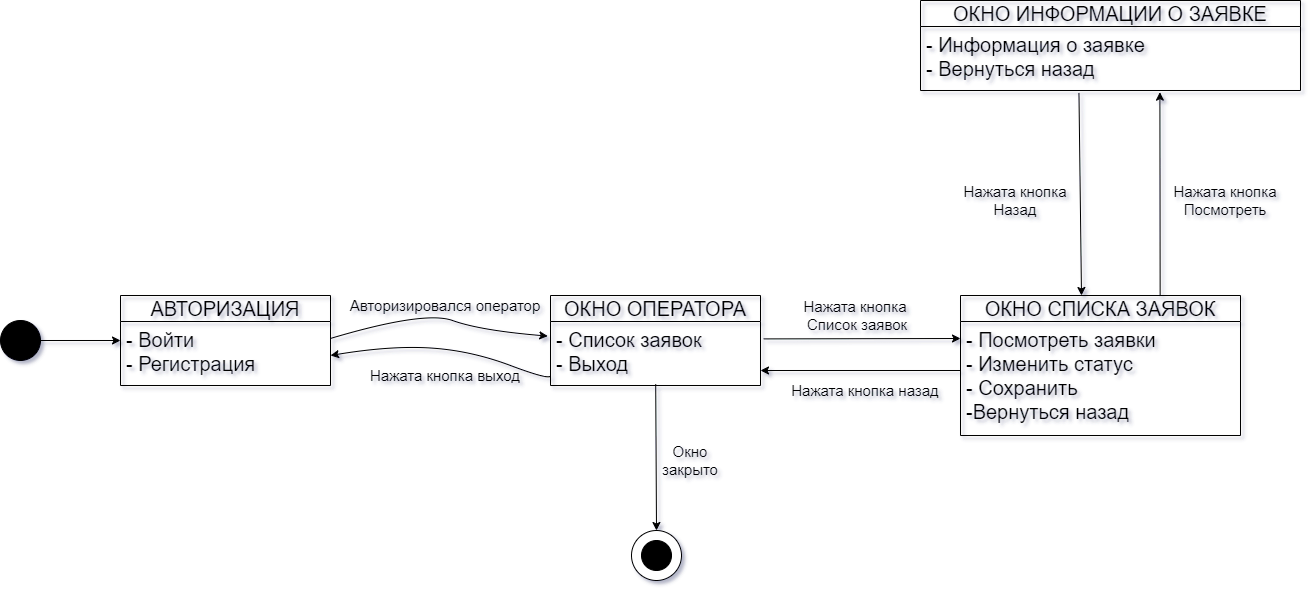 ОКНО ИНФОРМАЦИИ О ЗАЯВКЕ
- Информация о заявке
- Вернуться назад
Нажата кнопка
Назад
Нажата кнопка
Посмотреть
АВТОРИЗАЦИЯ
- Войти
- Регистрация
Авторизировался оператор
Нажата кнопка выход
ОКНО ОПЕРАТОРА
- Список заявок
- Выход
Нажата кнопка
Список заявок
Нажата кнопка назад
ОКНО СПИСКА ЗАЯВОК
- Посмотреть заявки
- Изменить статус
- Сохранить
-Вернуться назад
Окно
закрыто